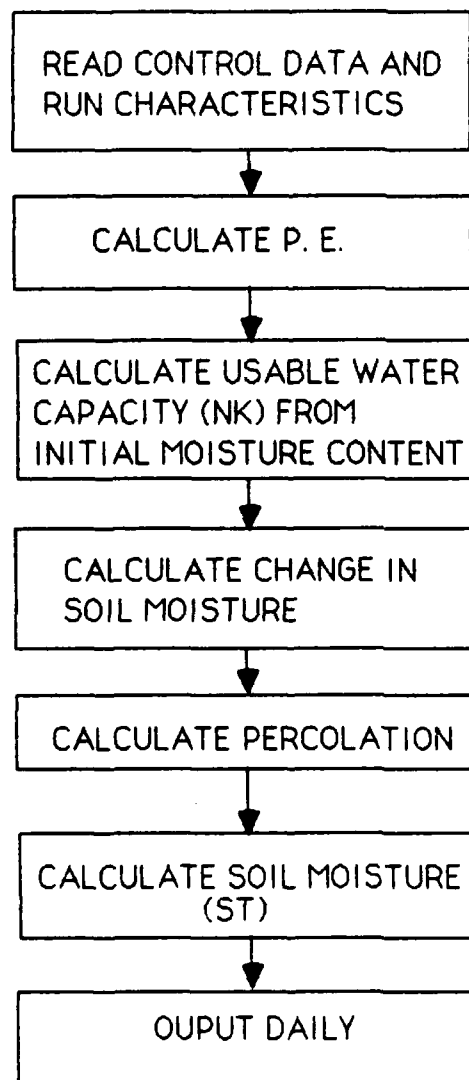 READ CONTROL DATA AND
RUN CHARACTERISTICS
CALCULATE P. E.
CALCULATE USABLE WATER
CAPACITY (NK) FROM
INITIAL MOISTURE CONTENT
CALCULATE CHANGE IN
SOIL MOISTURE
CALCULATE PERCOLATION
CALCULATE SOIL MOISTURE
(ST)
OUPUT DAILY